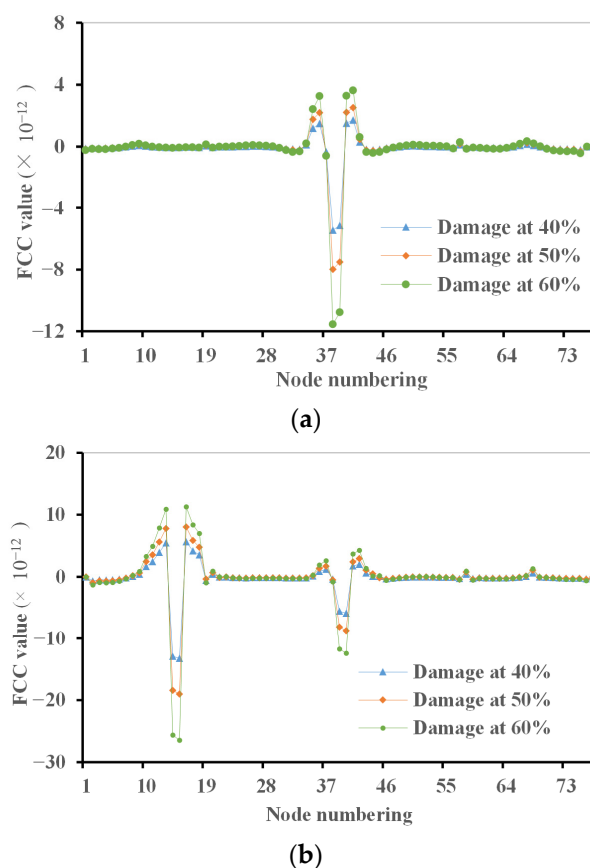 8
4
0
−4
−8
−12
FCC value (× 10⁻¹²)
Damage at 40%
Damage at 50%
Damage at 60%
1 10 19 28 37 46 55 64 73
Node numbering
(a)
20
10
0
−10
−20
−30
FCC value (× 10⁻¹²)
Damage at 40%
Damage at 50%
Damage at 60%
1 10 19 28 37 46 55 64 73
Node numbering
(b)